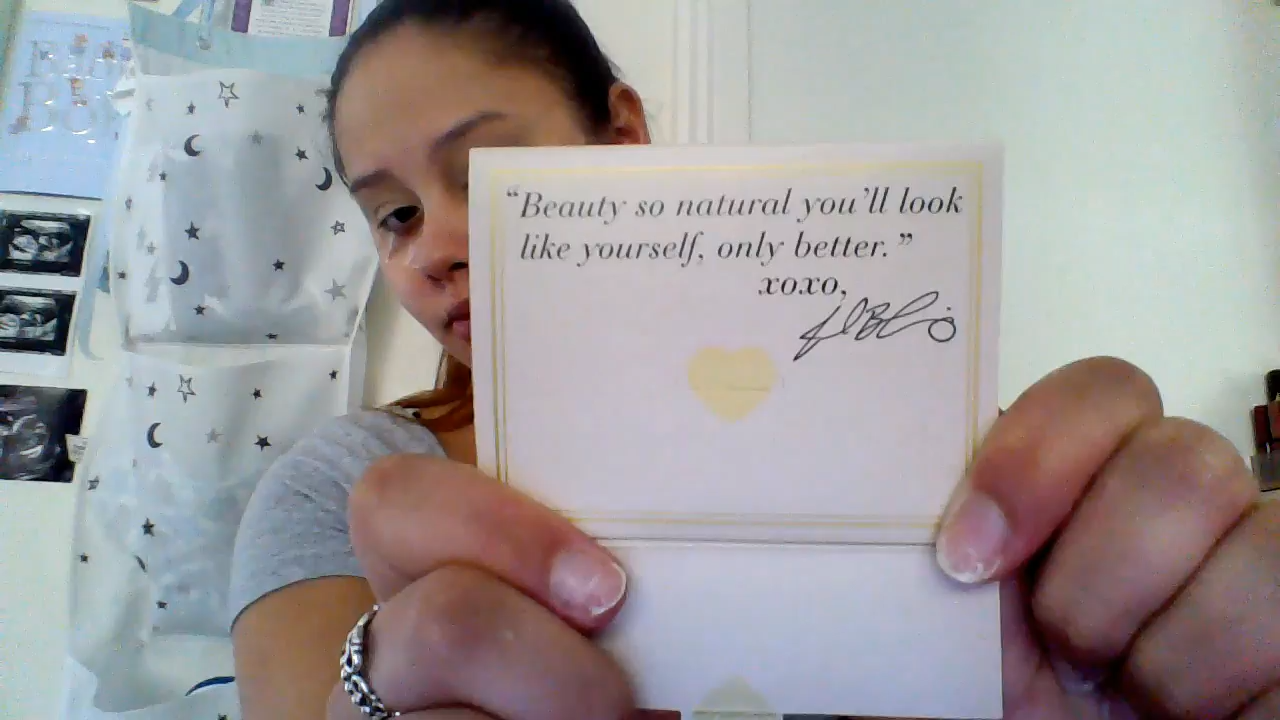 “Beauty so natural you’ll look
like yourself, only better.”
xoxo,